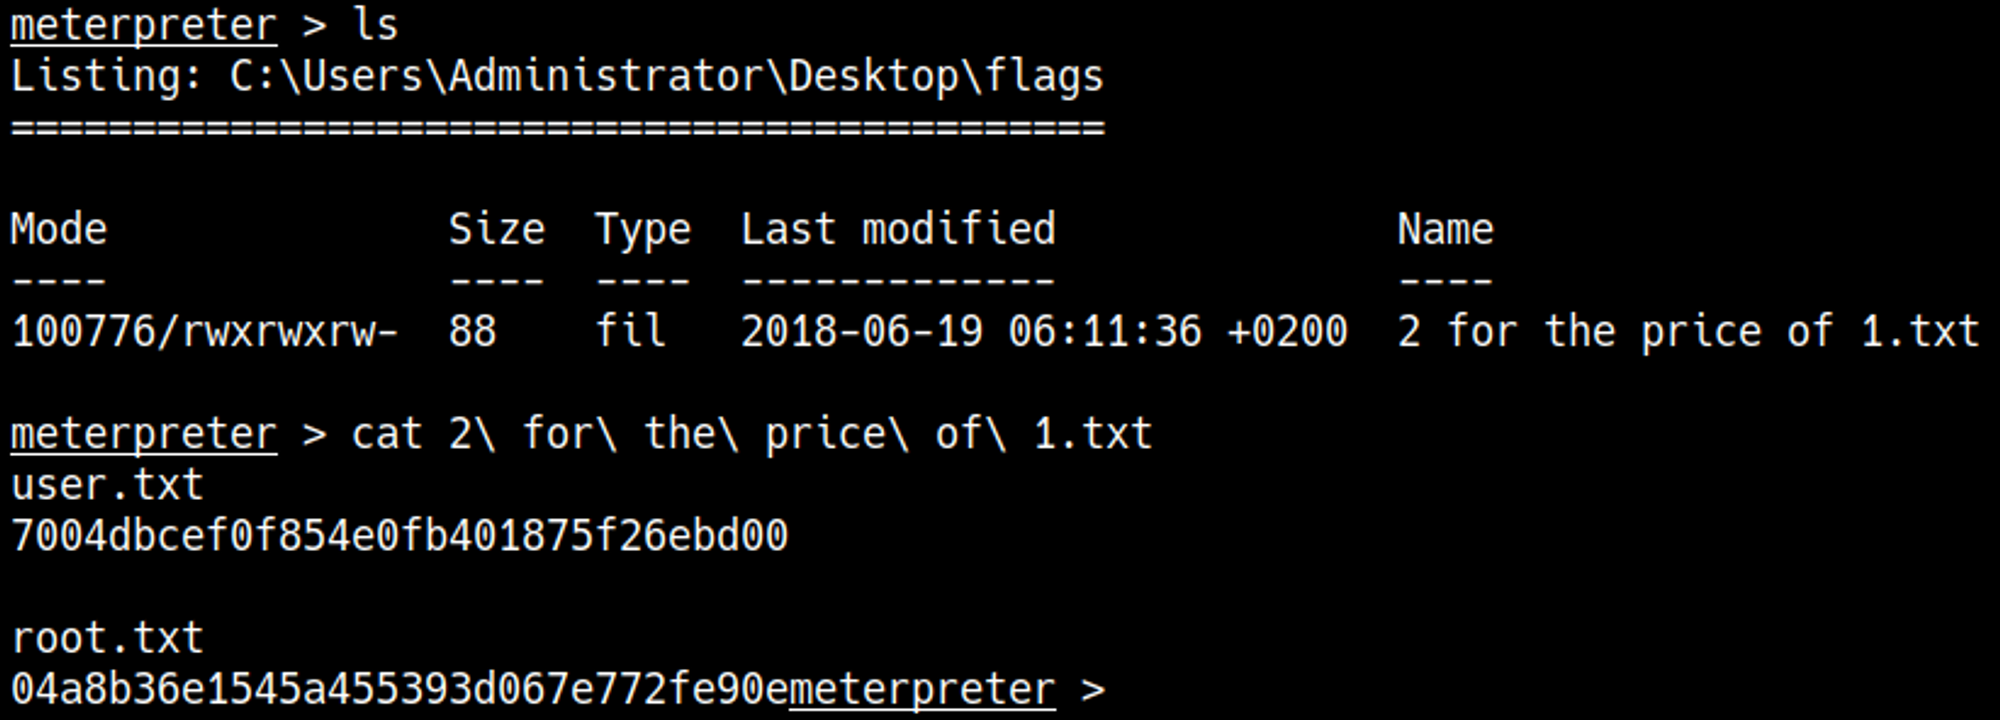 meterpreter > ls
Listing: C:\Users\Administrator\Desktop\flags
=============================================

Mode              Size  Type  Last modified              Name
----              ----  ----  -------------              ----
100776/rwxrwxrw-  88    fil   2018-06-19 06:11:36 +0200  2 for the price of 1.txt

meterpreter > cat 2\ for\ the\ price\ of\ 1.txt
user.txt
7004dbcef0f854e0fb401875f26ebd00

root.txt
04a8b36e1545a455393d067e772fe90emeterpreter >